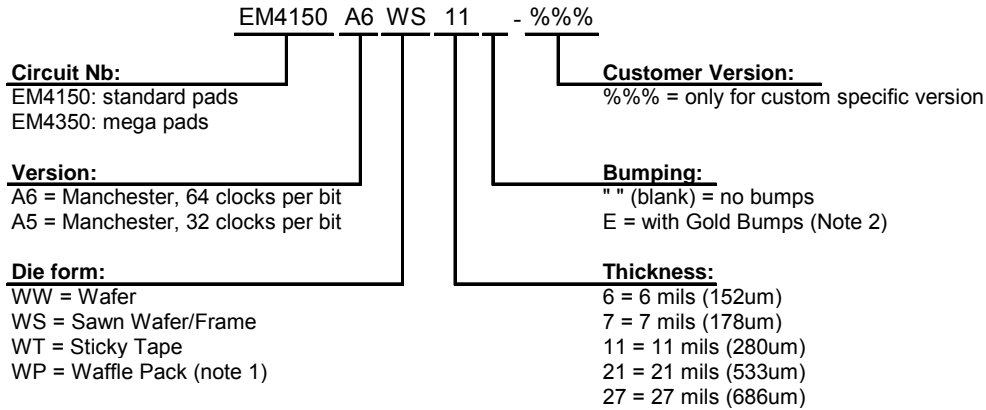 EM4150 A6 WS 11 - %%%
Circuit Nb:
EM4150: standard pads
EM4350: mega pads
Customer Version:
%%% = only for custom specific version
Version:
A6 = Manchester, 64 clocks per bit
A5 = Manchester, 32 clocks per bit
Bumping:
" " (blank) = no bumps
E = with Gold Bumps (Note 2)
Die form:
WW = Wafer
WS = Sawn Wafer/Frame
WT = Sticky Tape
WP = Waffle Pack (note 1)
Thickness:
6 = 6 mils (152um)
7 = 7 mils (178um)
11 = 11 mils (280um)
21 = 21 mils (533um)
27 = 27 mils (686um)